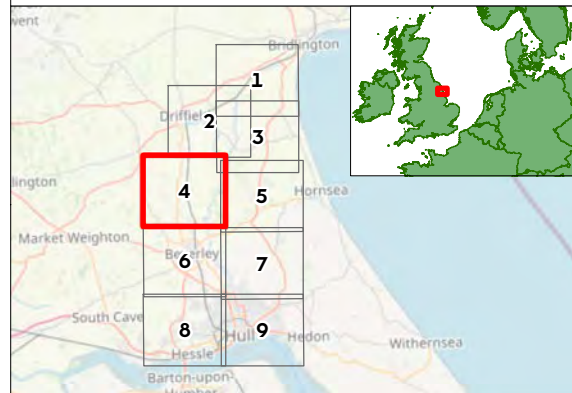 went
Bridlington
1
Driffield
2
3
lington
4
5
Hornsea
Market Weighton
Beverley
6
7
South Cave
8
Hull
9
Hedon
Withernsea
Hessle
Barton-upon-
Humber